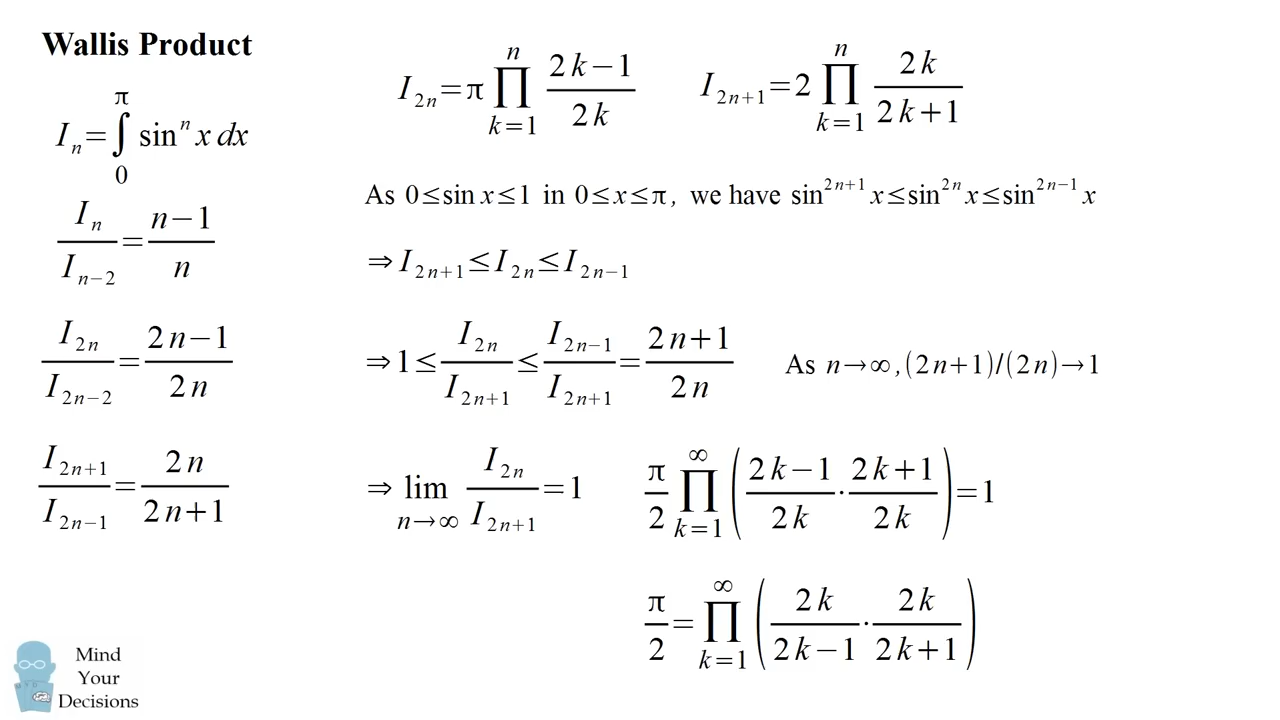 Wallis Product
I_n = ∫_0^π sin^n x dx
I_n / I_{n−2} = (n−1) / n
I_{2n} / I_{2n−2} = (2n−1) / (2n)
I_{2n+1} / I_{2n−1} = (2n) / (2n+1)
I_{2n} = π ∏_{k=1}^{n} (2k−1) / (2k)
I_{2n+1} = 2 ∏_{k=1}^{n} (2k) / (2k+1)
As 0≤sin x≤1 in 0≤x≤π, we have sin^{2n+1} x≤sin^{2n} x≤sin^{2n−1} x
⇒ I_{2n+1} ≤ I_{2n} ≤ I_{2n−1}
⇒ 1 ≤ I_{2n} / I_{2n+1} ≤ I_{2n−1} / I_{2n+1} = (2n+1) / (2n)
As n→∞, (2n+1)/(2n)→1
⇒ lim_{n→∞} I_{2n} / I_{2n+1} = 1
π/2 ∏_{k=1}^{∞} ((2k−1)/(2k) · (2k+1)/(2k)) = 1
π/2 = ∏_{k=1}^{∞} ((2k)/(2k−1) · (2k)/(2k+1))
Mind
Your
Decisions